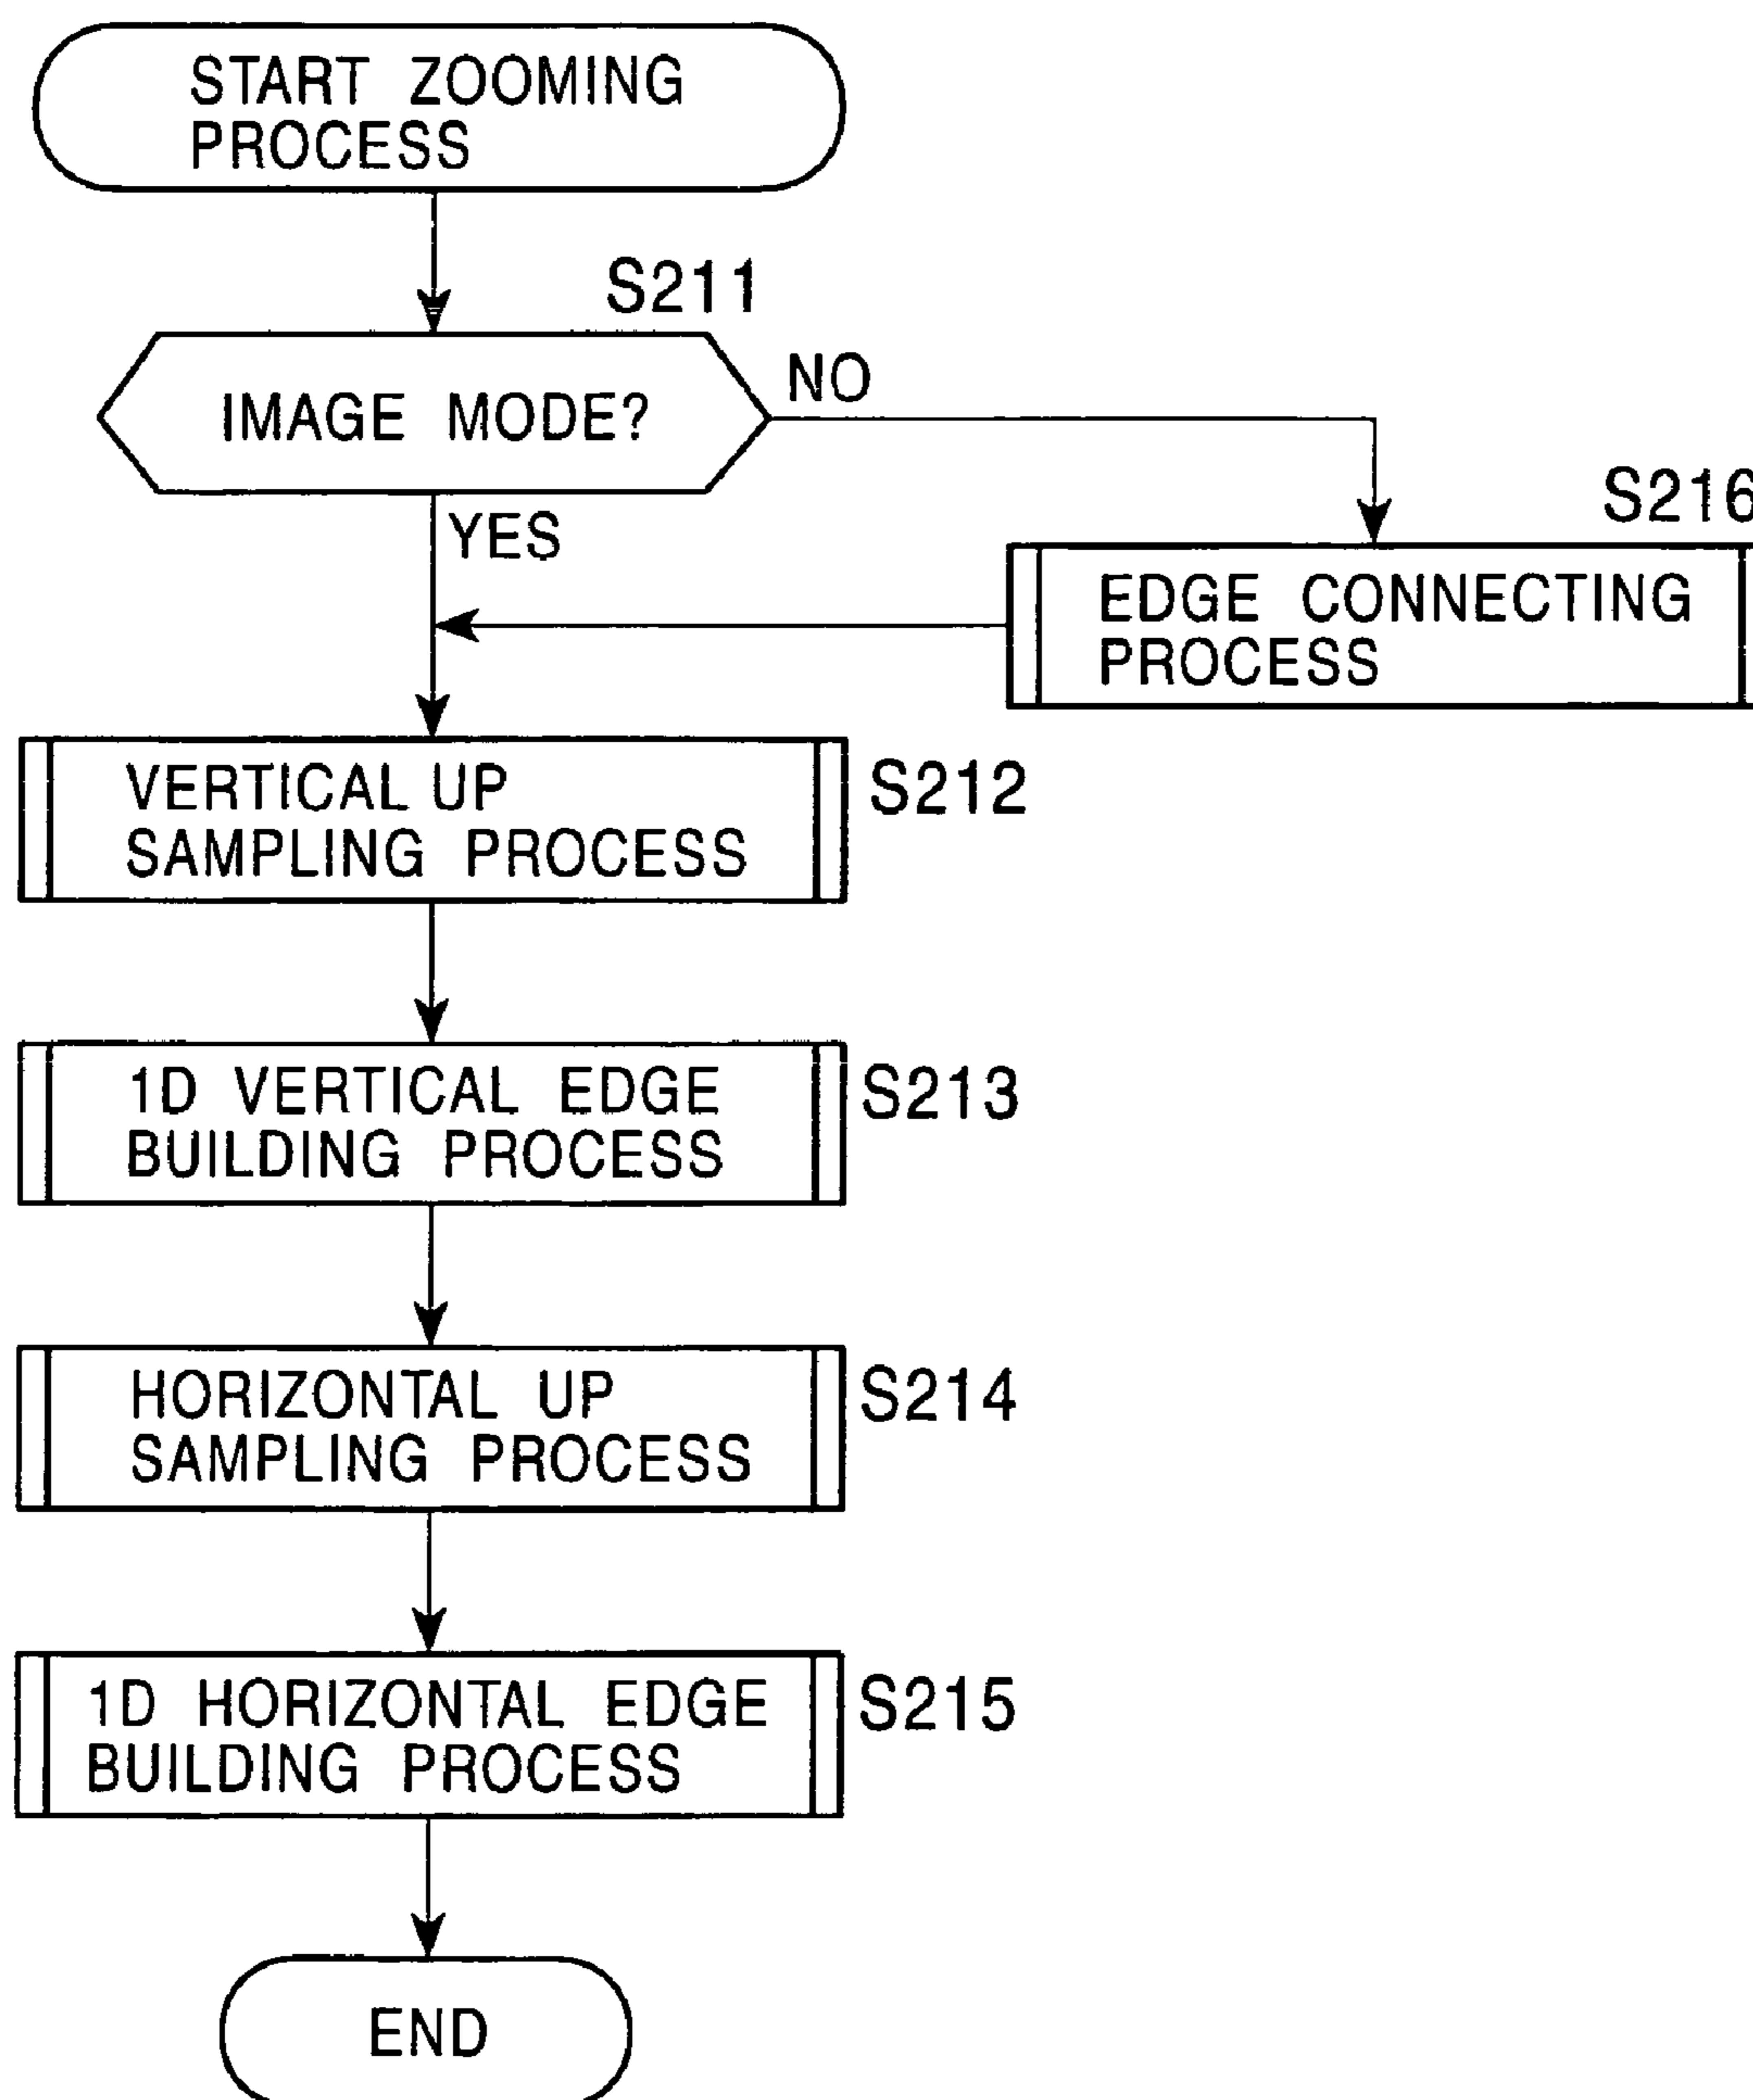 START ZOOMING
PROCESS
S211
IMAGE MODE?
NO
YES
S216
EDGE CONNECTING
PROCESS
VERTICAL UP
SAMPLING PROCESS
S212
1D VERTICAL EDGE
BUILDING PROCESS
S213
HORIZONTAL UP
SAMPLING PROCESS
S214
1D HORIZONTAL EDGE
BUILDING PROCESS
S215
END